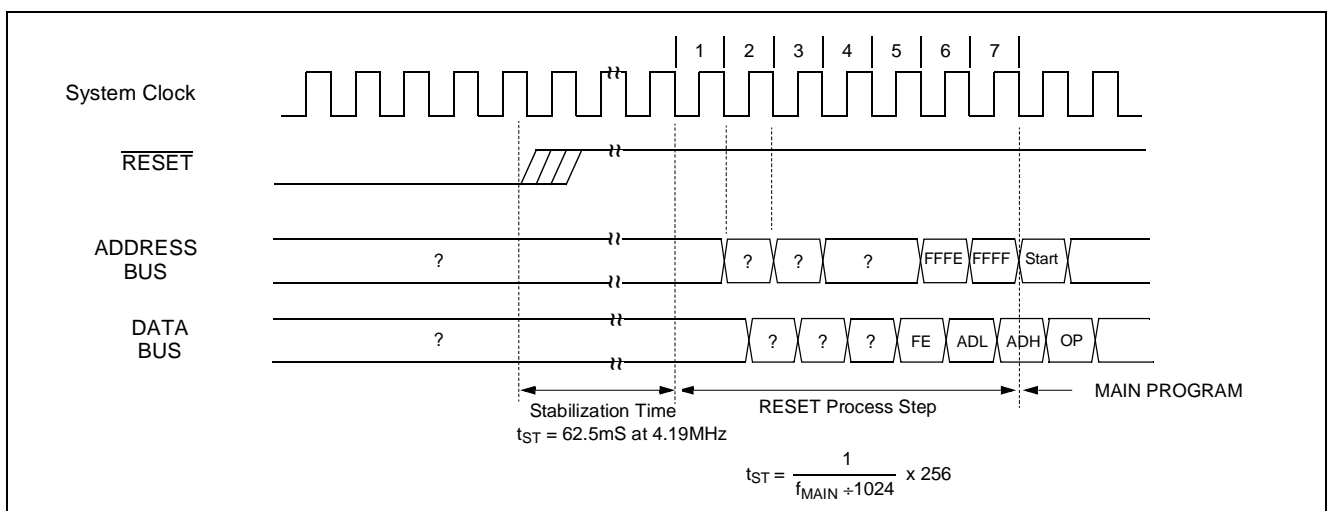 1 2 3 4 5 6 7
System Clock
RESET
ADDRESS
BUS
? ? ? ? FFFE FFFF Start
DATA
BUS
? ? ? ? FE ADL ADH OP
Stabilization Time
tST = 62.5mS at 4.19MHz
RESET Process Step
MAIN PROGRAM
tST = 1 / fMAIN ÷1024 x 256